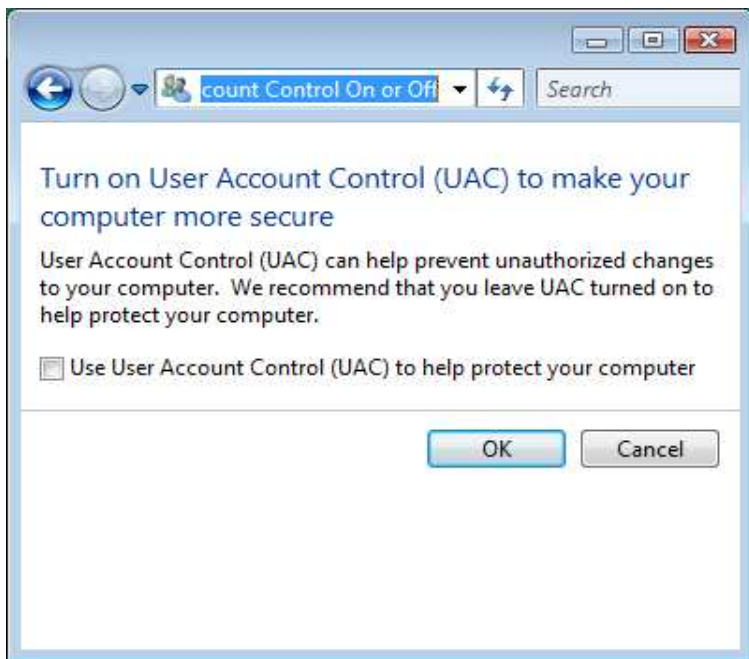 count Control On or Off
Search
Turn on User Account Control (UAC) to make your
computer more secure
User Account Control (UAC) can help prevent unauthorized changes
to your computer.  We recommend that you leave UAC turned on to
help protect your computer.
Use User Account Control (UAC) to help protect your computer
OK
Cancel